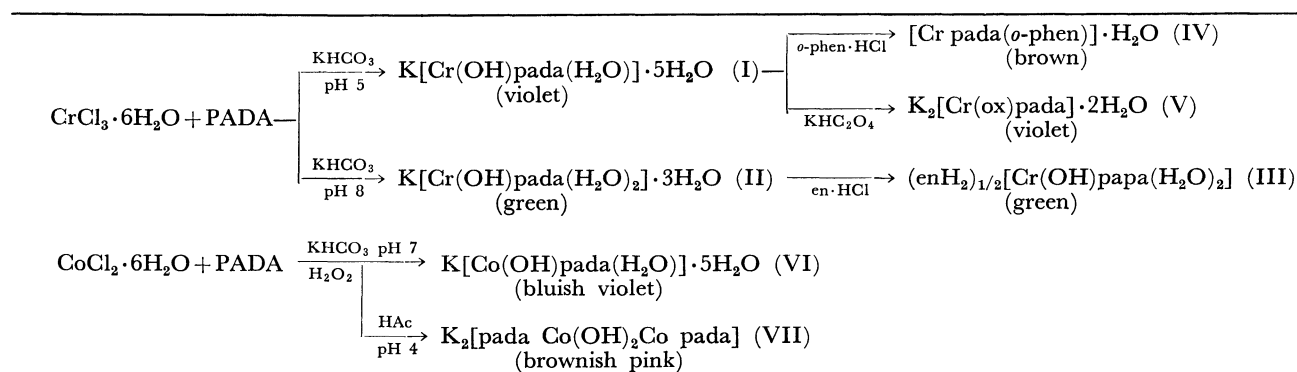 KHCO₃
pH 5
K[Cr(OH)pada(H₂O)]·5H₂O (I)
(violet)
o-phen·HCl
[Cr pada(o-phen)]·H₂O (IV)
(brown)
KHC₂O₄
K₂[Cr(ox)pada]·2H₂O (V)
(violet)
CrCl₃·6H₂O+PADA
KHCO₃
pH 8
K[Cr(OH)pada(H₂O)₂]·3H₂O (II)
(green)
en·HCl
(enH₂)₁/₂[Cr(OH)papa(H₂O)₂] (III)
(green)
CoCl₂·6H₂O+PADA
KHCO₃ pH 7
H₂O₂
K[Co(OH)pada(H₂O)]·5H₂O (VI)
(bluish violet)
HAc
pH 4
K₂[pada Co(OH)₂Co pada] (VII)
(brownish pink)